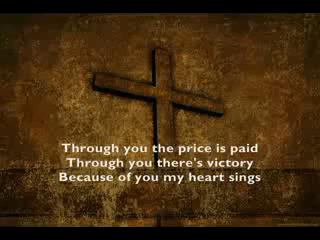 Through you the price is paid
Through you there's victory
Because of you my heart sings